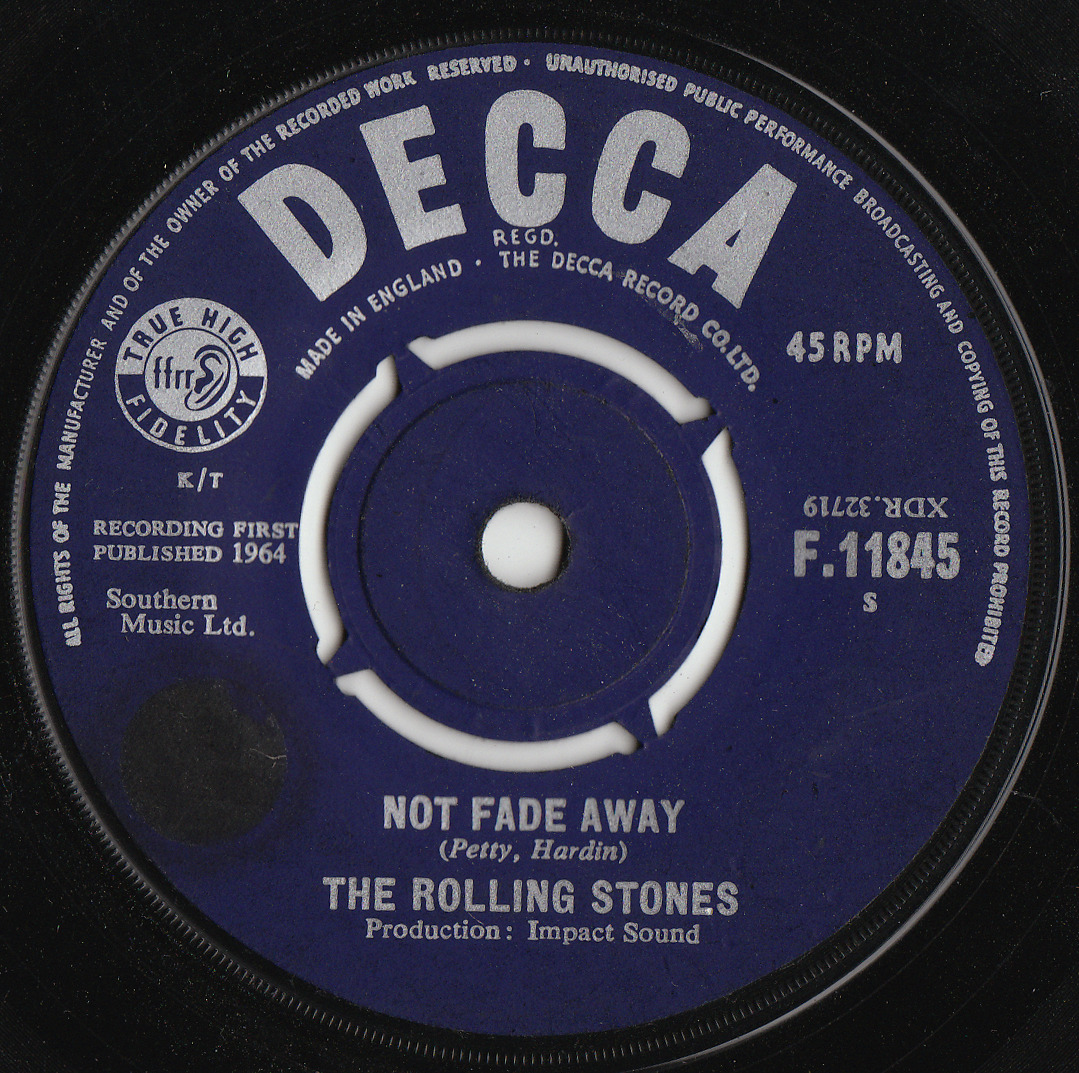 ALL RIGHTS OF THE MANUFACTURER AND OF THE OWNER OF THE RECORDED WORK RESERVED · UNAUTHORISED PUBLIC PERFORMANCE BROADCASTING AND COPYING OF THIS RECORD PROHIBITED
DECCA
REGD.
MADE IN ENGLAND · THE DECCA RECORD CO. LTD.
TRUE HIGH
ffrr
FIDELITY
45 RPM
K/T
RECORDING FIRST
PUBLISHED 1964
Southern
Music Ltd.
XDR.32719
F.11845
S
NOT FADE AWAY
(Petty, Hardin)
THE ROLLING STONES
Production: Impact Sound